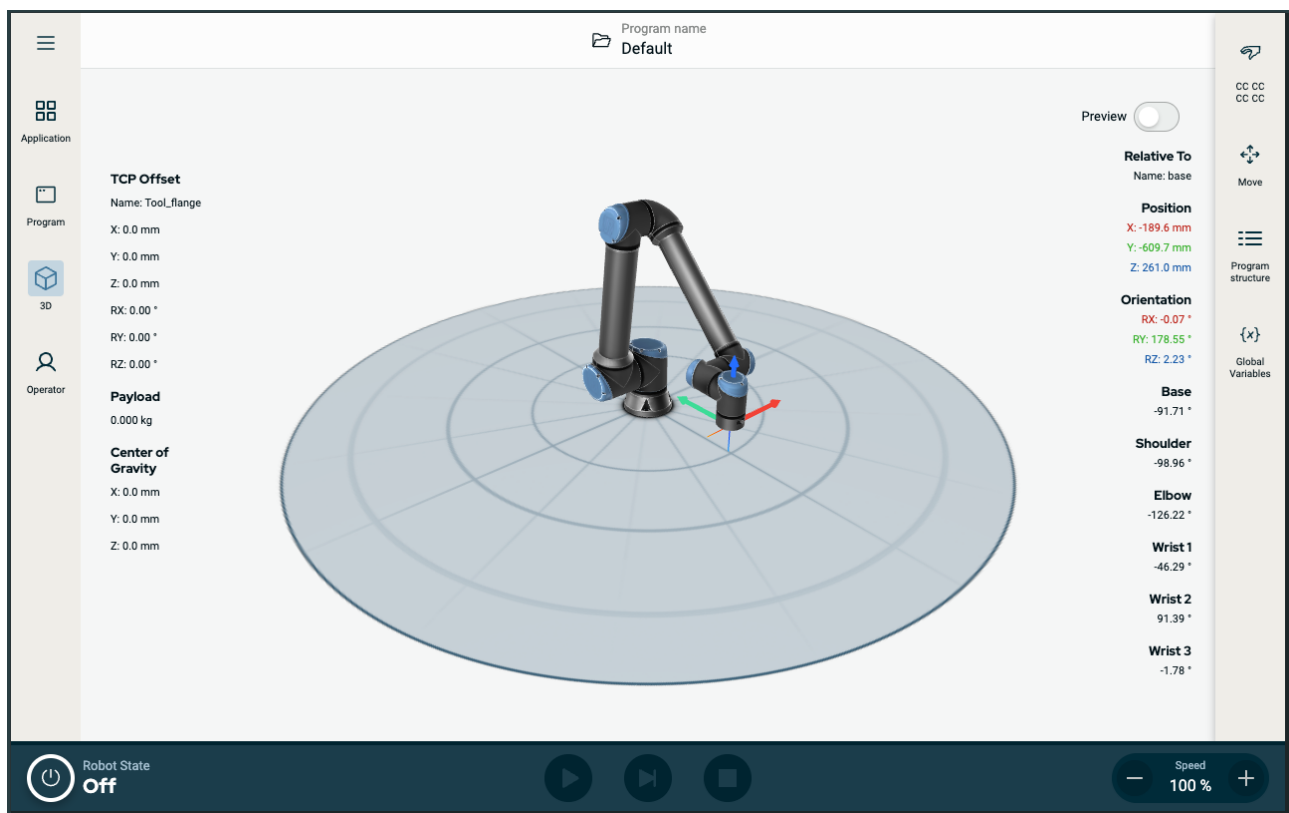 Program name
Default
Application
Program
3D
Operator
TCP Offset
Name: Tool_flange
X: 0.0 mm
Y: 0.0 mm
Z: 0.0 mm
RX: 0.00 °
RY: 0.00 °
RZ: 0.00 °
Payload
0.000 kg
Center of
Gravity
X: 0.0 mm
Y: 0.0 mm
Z: 0.0 mm
Preview
Relative To
Name: base
Position
X: -189.6 mm
Y: -609.7 mm
Z: 261.0 mm
Orientation
RX: -0.07 °
RY: 178.55 °
RZ: 2.23 °
Base
-91.71 °
Shoulder
-98.96 °
Elbow
-126.22 °
Wrist 1
-46.29 °
Wrist 2
91.39 °
Wrist 3
-1.78 °
CC CC
CC CC
Move
Program
structure
{x}
Global
Variables
Robot State
Off
Speed
100 %